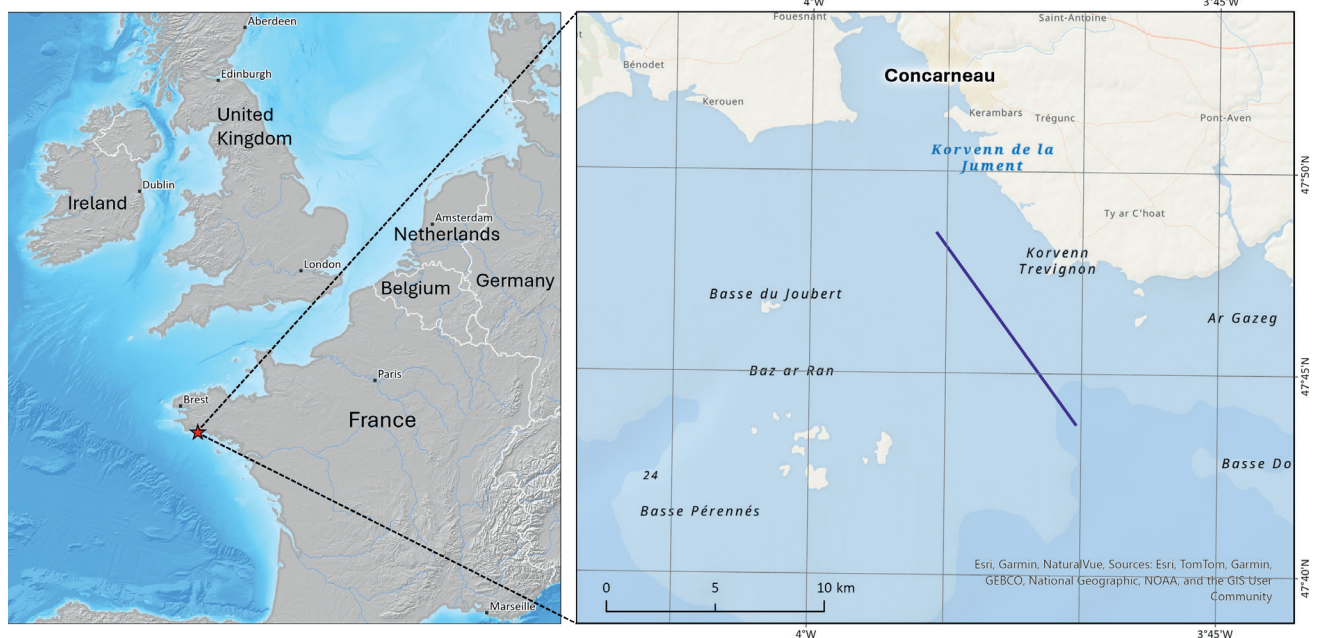 Aberdeen
Edinburgh
United
Kingdom
Dublin
Ireland
Amsterdam
Netherlands
London
Germany
Belgium
Paris
Brest
France
Marseille
4°W
3°45'W
Fouesnant
Saint-Antoine
Bénodet
Concarneau
Kerouen
Kerambars
Trégunc
Pont-Aven
Korvenn de la
Jument
47°50'N
Ty ar C'hoat
Korvenn
Trevignon
Basse du Joubert
Ar Gazeg
Baz ar Ran
47°45'N
24
Basse Do
Basse Pérennés
Esri, Garmin, NaturalVue, Sources: Esri, TomTom, Garmin,
GEBCO, National Geographic, NOAA, and the GIS User
Community
47°40'N
0 5 10 km
4°W
3°45'W